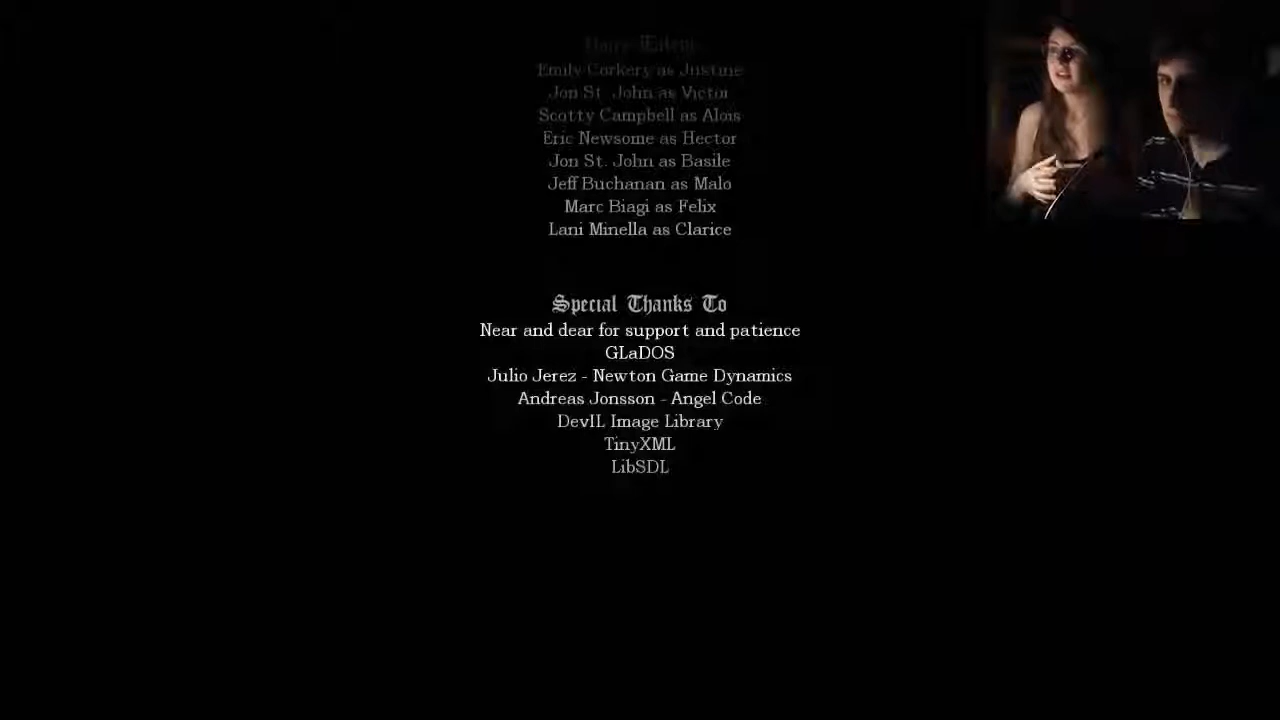 Emily Corkery as Justine
Jon St. John as Victor
Scotty Campbell as Alois
Eric Newsome as Hector
Jon St. John as Basile
Jeff Buchanan as Malo
Marc Biagi as Felix
Lani Minella as Clarice
Special Thanks To
Near and dear for support and patience
GLaDOS
Julio Jerez - Newton Game Dynamics
Andreas Jonsson - Angel Code
DevIL Image Library
TinyXML
LibSDL